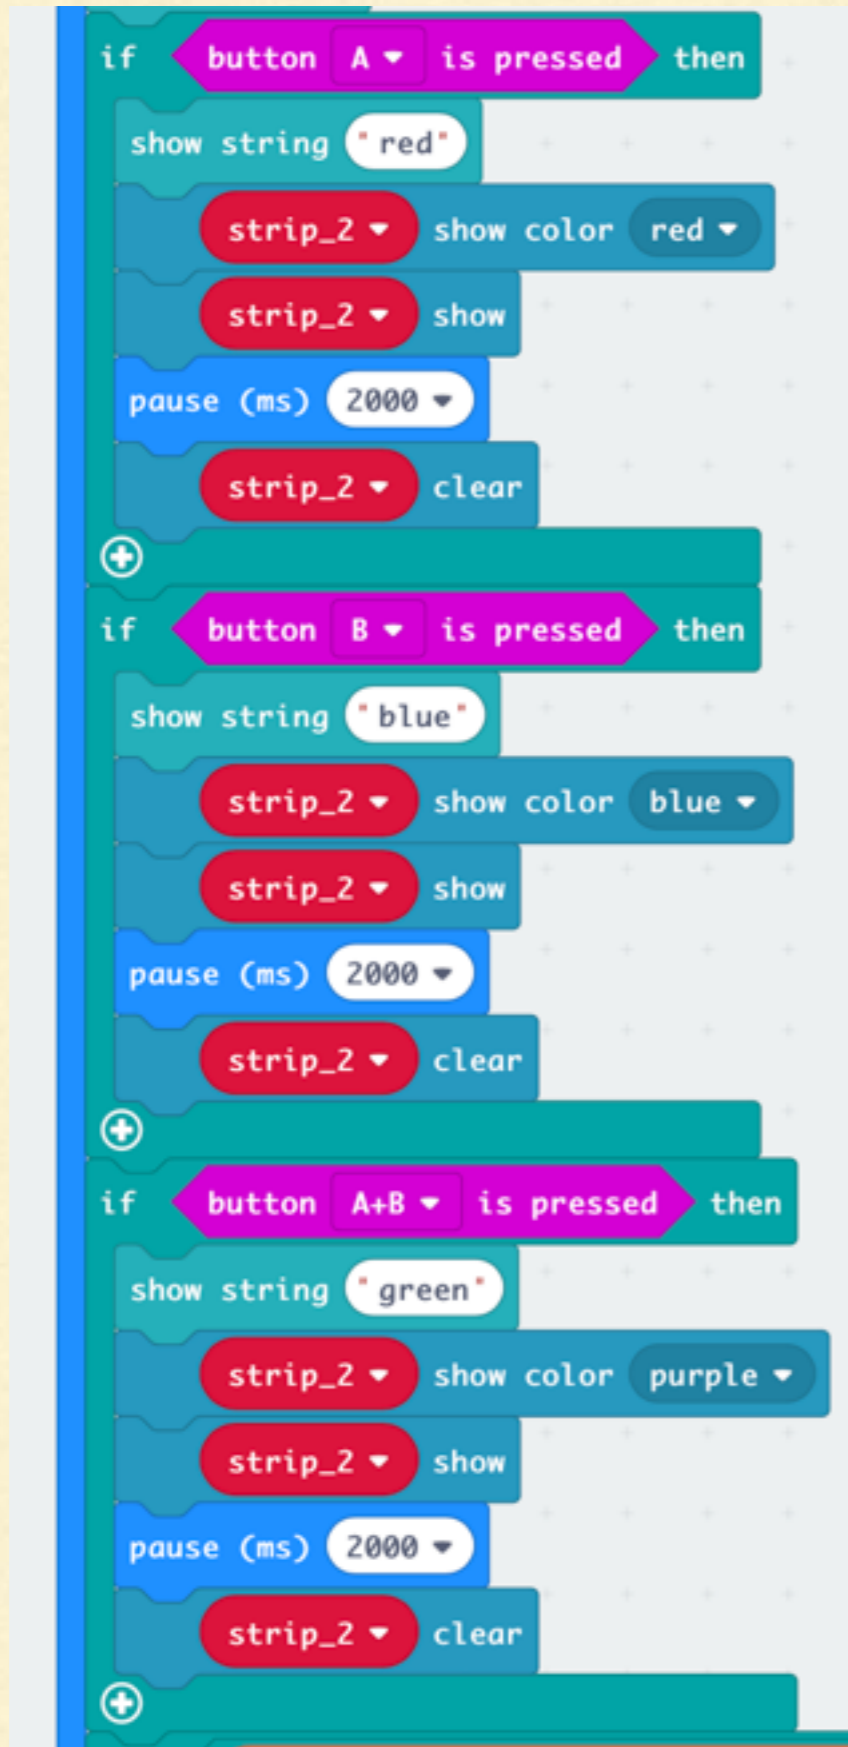 if button A is pressed then
show string "red"
strip_2 show color red
strip_2 show
pause (ms) 2000
strip_2 clear
if button B is pressed then
show string "blue"
strip_2 show color blue
strip_2 show
pause (ms) 2000
strip_2 clear
if button A+B is pressed then
show string "green"
strip_2 show color purple
strip_2 show
pause (ms) 2000
strip_2 clear